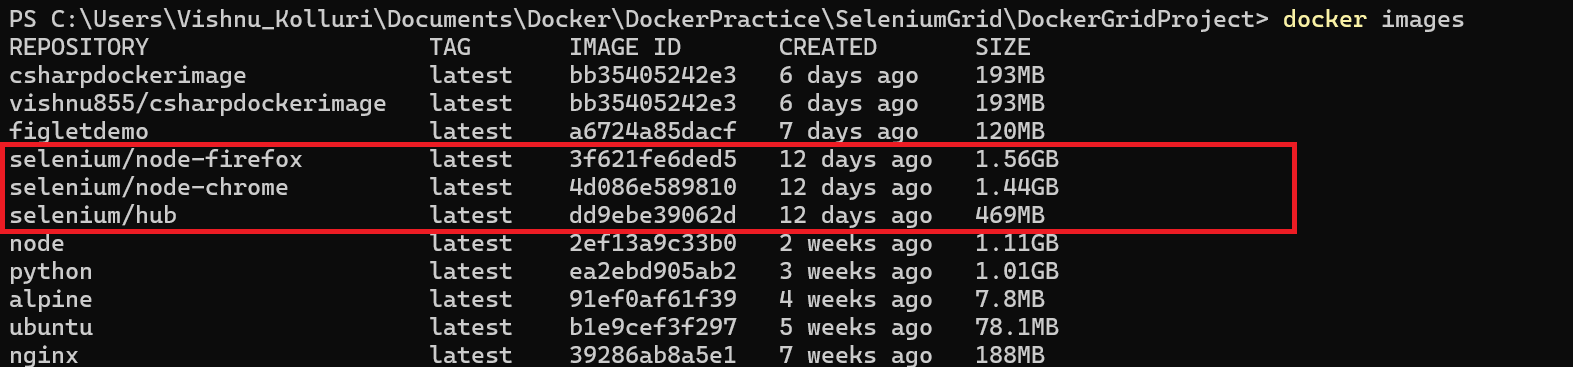 PS C:\Users\Vishnu_Kolluri\Documents\Docker\DockerPractice\SeleniumGrid\DockerGridProject> docker images
REPOSITORY TAG IMAGE ID CREATED SIZE
csharpdockerimage latest bb35405242e3 6 days ago 193MB
vishnu855/csharpdockerimage latest bb35405242e3 6 days ago 193MB
figletdemo latest a6724a85dacf 7 days ago 120MB
selenium/node-firefox latest 3f621fe6ded5 12 days ago 1.56GB
selenium/node-chrome latest 4d086e589810 12 days ago 1.44GB
selenium/hub latest dd9ebe39062d 12 days ago 469MB
node latest 2ef13a9c33b0 2 weeks ago 1.11GB
python latest ea2ebd905ab2 3 weeks ago 1.01GB
alpine latest 91ef0af61f39 4 weeks ago 7.8MB
ubuntu latest b1e9cef3f297 5 weeks ago 78.1MB
nginx latest 39286ab8a5e1 7 weeks ago 188MB